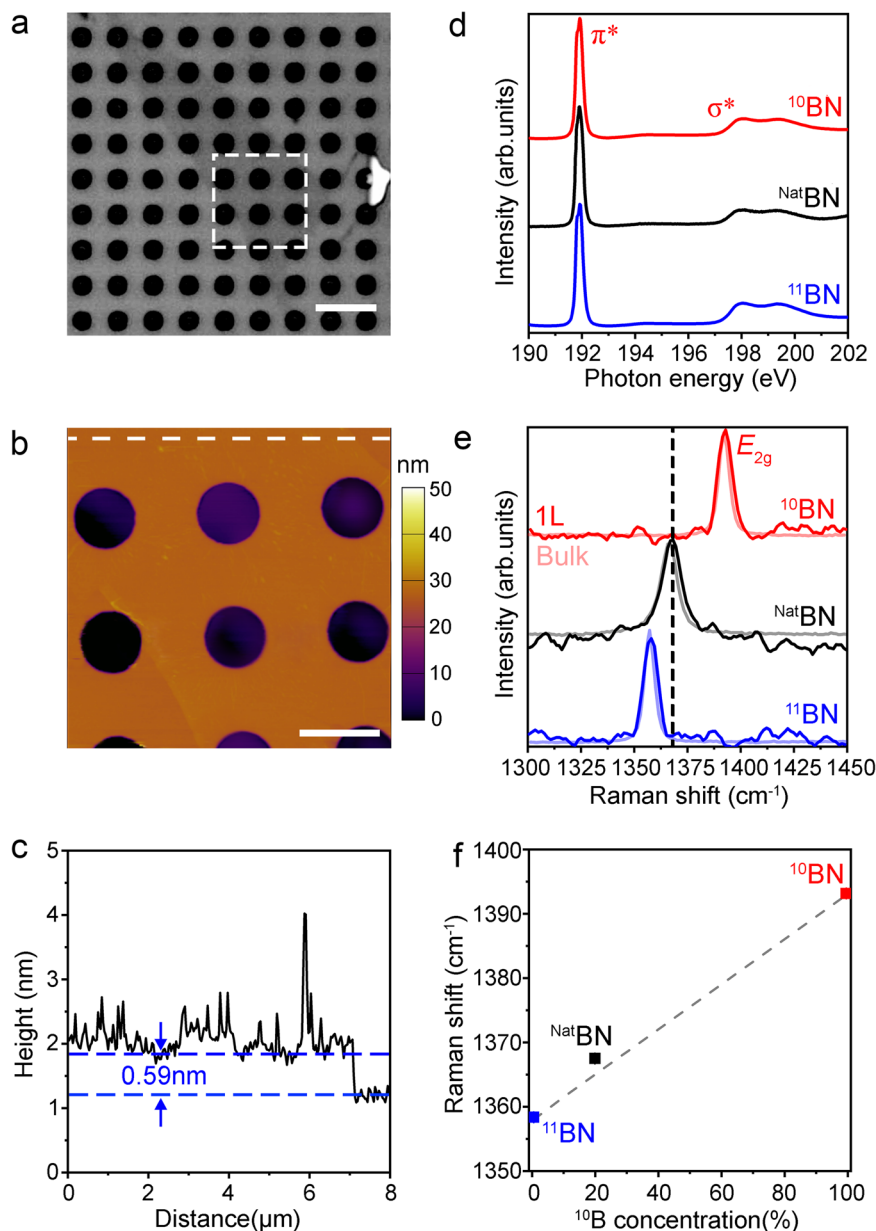 a
b
nm
50
40
30
20
10
0
c
5
4
3
2
1
0
Height (nm)
0.59nm
0 2 4 6 8
Distance(µm)
d
Intensity (arb.units)
π*
σ*
¹⁰BN
ᴺᵃᵗBN
¹¹BN
190 192 194 196 198 200 202
Photon energy (eV)
e
Intensity (arb.units)
E₂g
1L
Bulk
¹⁰BN
ᴺᵃᵗBN
¹¹BN
1300 1325 1350 1375 1400 1425 1450
Raman shift (cm⁻¹)
f
1400
1390
1380
1370
1360
1350
Raman shift (cm⁻¹)
¹⁰BN
ᴺᵃᵗBN
¹¹BN
0 20 40 60 80 100
¹⁰B concentration(%)